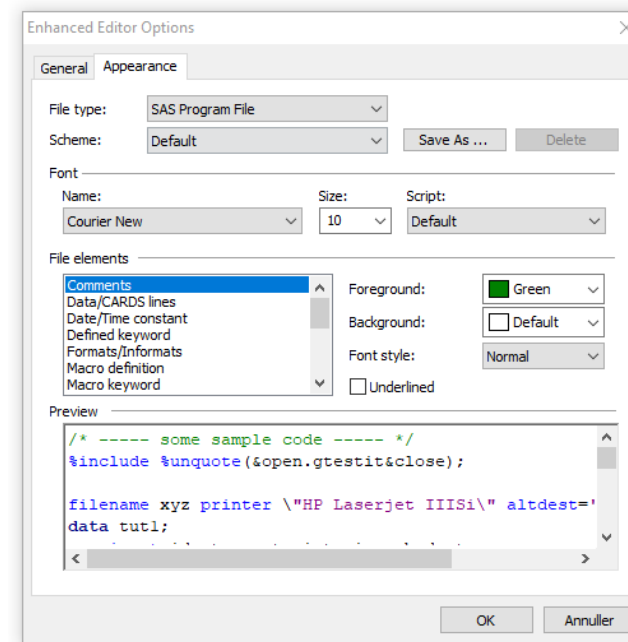 Enhanced Editor Options
General Appearance
File type: SAS Program File
Scheme: Default Save As ... Delete
Font
Name: Size: Script:
Courier New 10 Default
File elements
Comments
Data/CARDS lines
Date/Time constant
Defined keyword
Formats/Informats
Macro definition
Macro keyword
Foreground: Green
Background: Default
Font style: Normal
Underlined
Preview
/* ----- some sample code ----- */
%include %unquote(&open.gtestit&close);
filename xyz printer \"HP Laserjet IIISi\" altdest='
data tut1;
OK Annuller